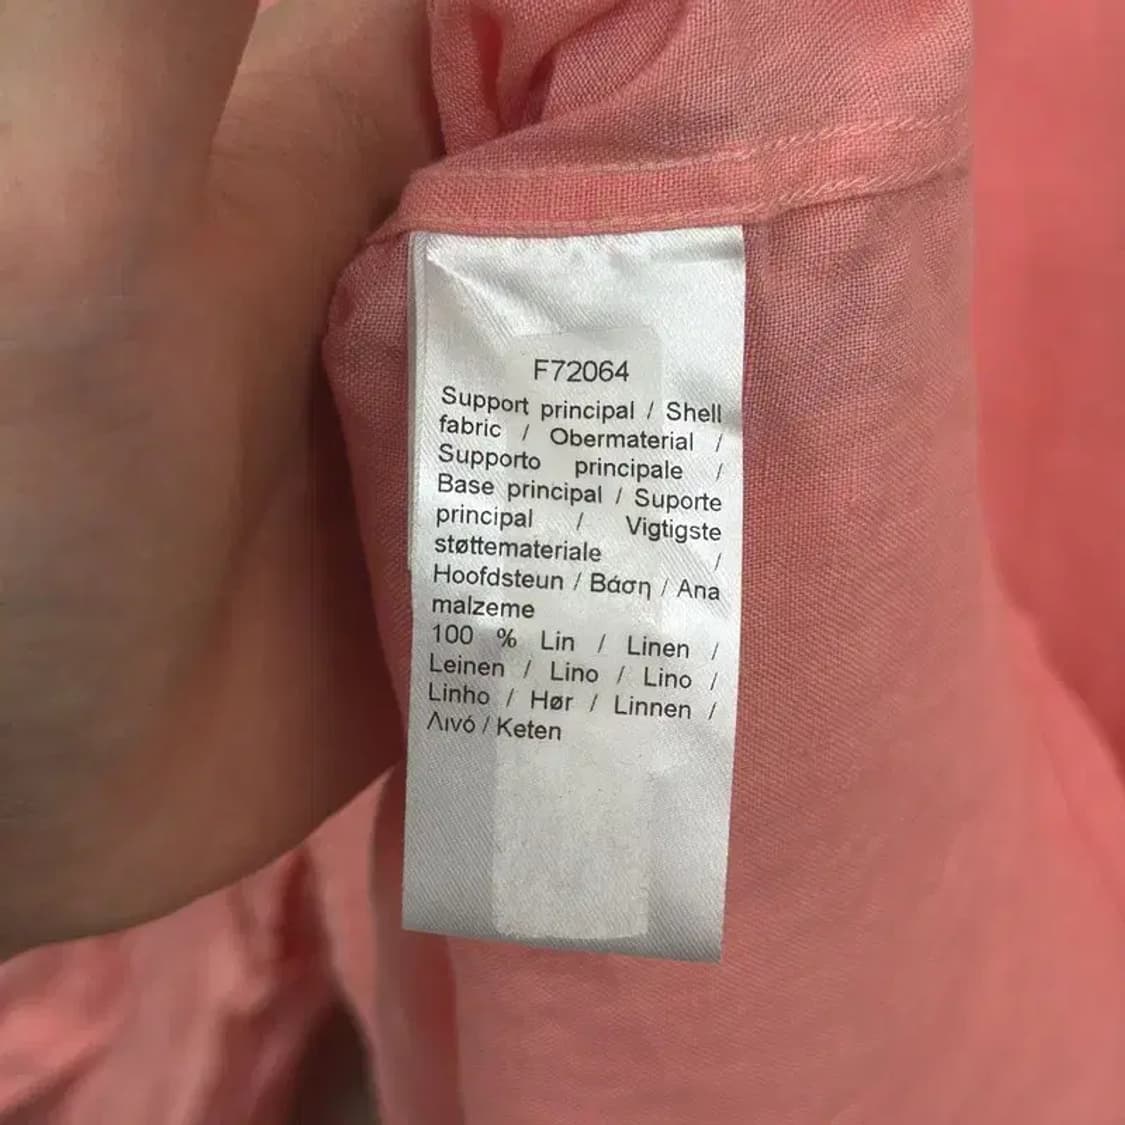 F72064
Support principal / Shell
fabric / Obermaterial /
Supporto principale /
Base principal / Suporte
principal / Vigtigste
støttemateriale /
Hoofdsteun / Βάση / Ana
malzeme
100 % Lin / Linen /
Leinen / Lino / Lino /
Linho / Hør / Linnen /
Λινό / Keten